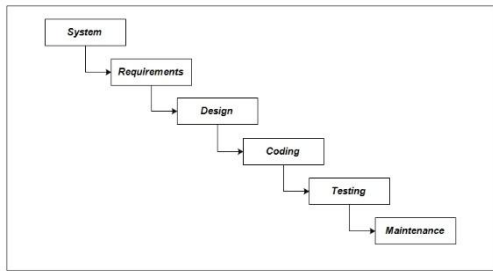 System
Requirements
Design
Coding
Testing
Maintenance